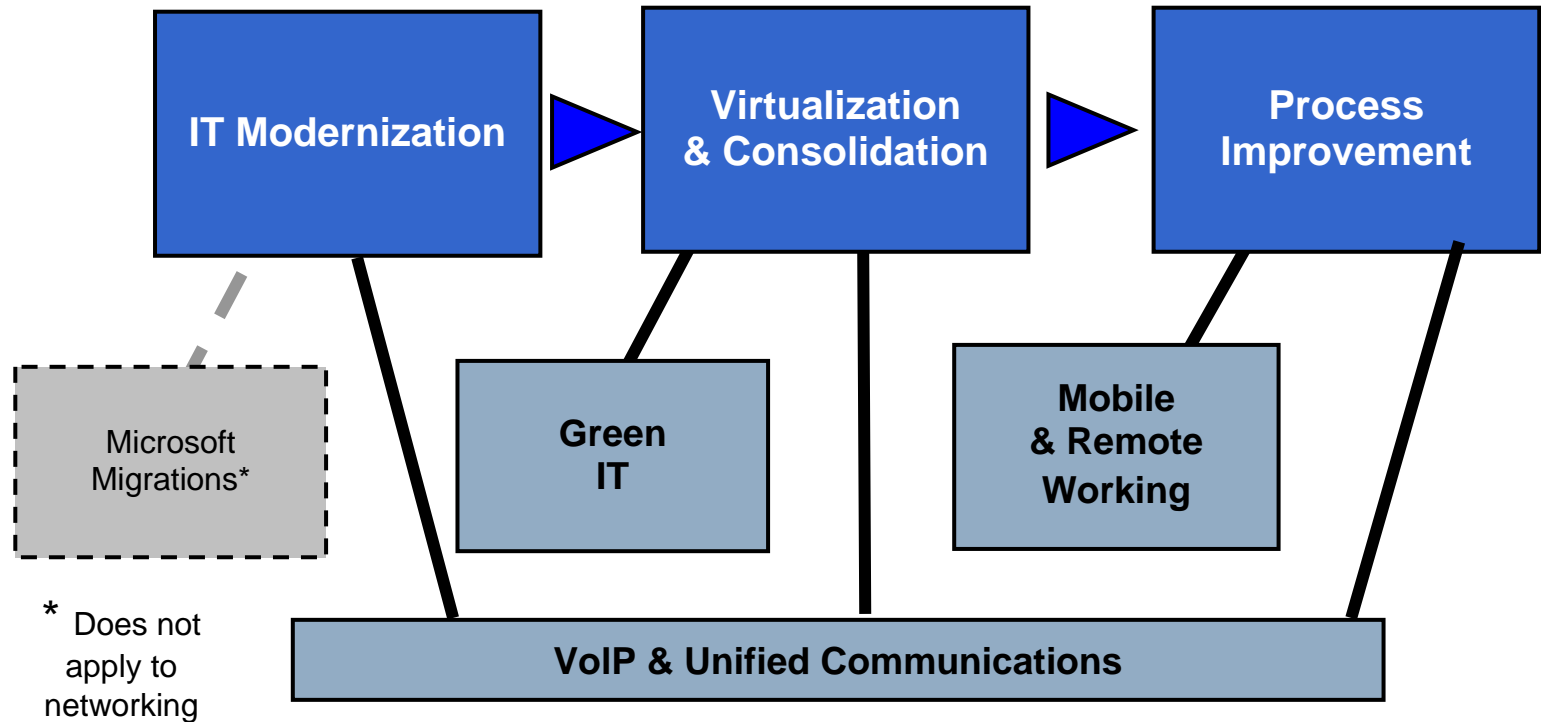 IT Modernization
Virtualization
& Consolidation
Process
Improvement
Microsoft
Migrations*
Green
IT
Mobile
& Remote
Working
* Does not
apply to
networking
VoIP & Unified Communications